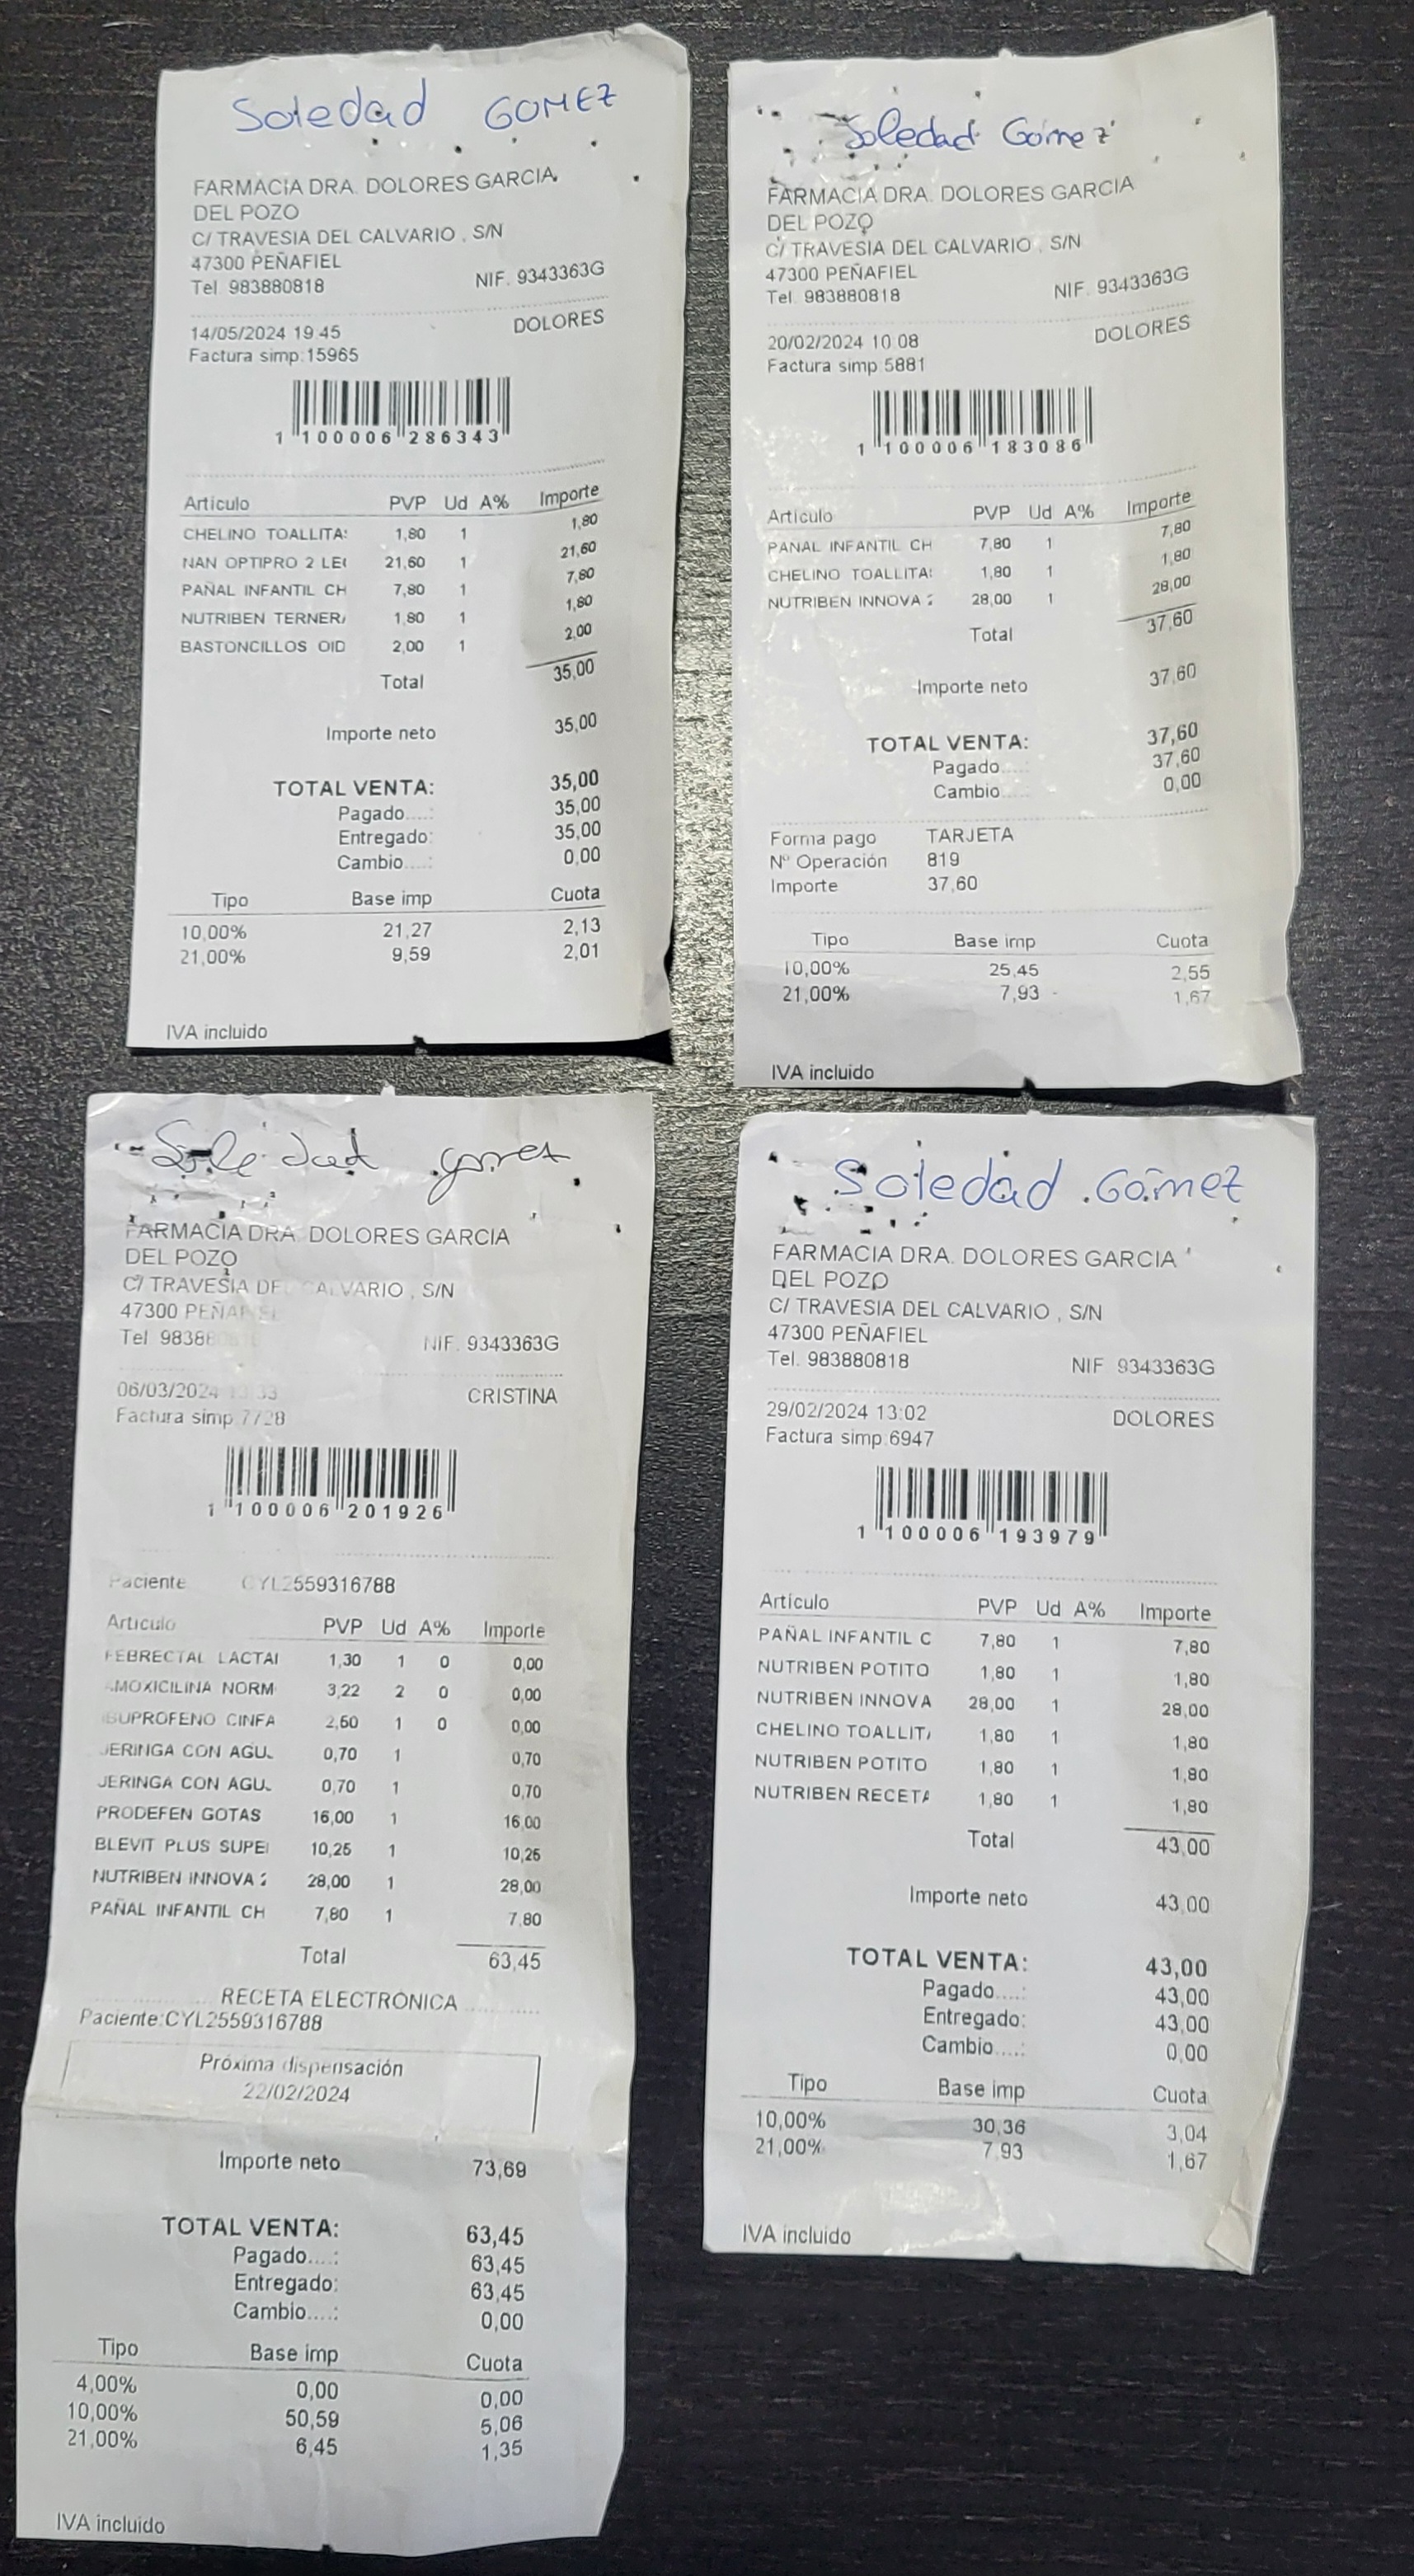 Soledad GOMEZ
FARMACIA DRA. DOLORES GARCIA
DEL POZO
C/ TRAVESIA DEL CALVARIO , S/N
47300 PEÑAFIEL
Tel. 983880818 NIF. 9343363G
14/05/2024 19:45 DOLORES
Factura simp:15965
1 100006 286343
Artículo PVP Ud A% Importe
CHELINO TOALLITA 1,80 1 1,80
NAN OPTIPRO 2 LE 21,60 1 21,60
PAÑAL INFANTIL CH 7,80 1 7,80
NUTRIBEN TERNER 1,80 1 1,80
BASTONCILLOS OID 2,00 1 2,00
Total 35,00
Importe neto 35,00
TOTAL VENTA: 35,00
Pagado....: 35,00
Entregado: 35,00
Cambio....: 0,00
Tipo Base imp Cuota
10,00% 21,27 2,13
21,00% 9,59 2,01
IVA incluido
Soledad Gómez
FARMACIA DRA. DOLORES GARCIA
DEL POZO
C/ TRAVESIA DEL CALVARIO , S/N
47300 PEÑAFIEL
Tel. 983880818 NIF. 9343363G
20/02/2024 10:08 DOLORES
Factura simp:5881
1 100006 183086
Artículo PVP Ud A% Importe
PAÑAL INFANTIL CH 7,80 1 7,80
CHELINO TOALLITA 1,80 1 1,80
NUTRIBEN INNOVA 2 28,00 1 28,00
Total 37,60
Importe neto 37,60
TOTAL VENTA: 37,60
Pagado....: 37,60
Cambio....: 0,00
Forma pago TARJETA
Nº Operación 819
Importe 37,60
Tipo Base imp Cuota
10,00% 25,45 2,55
21,00% 7,93 1,67
IVA incluido
Soledad gomez
FARMACIA DRA. DOLORES GARCIA
DEL POZO
C/ TRAVESIA DEL CALVARIO , S/N
47300 PEÑAFIEL
Tel. NIF. 9343363G
06/03/2024 CRISTINA
Factura simp:7728
1 100006 201926
Paciente CYL2559316788
Artículo PVP Ud A% Importe
FEBRECTAL LACTAI 1,30 1 0 0,00
AMOXICILINA NORM 3,22 2 0 0,00
IBUPROFENO CINFA 2,50 1 0 0,00
JERINGA CON AGU 0,70 1 0,70
JERINGA CON AGU 0,70 1 0,70
PRODEFEN GOTAS 16,00 1 16,00
BLEVIT PLUS SUPE 10,25 1 10,25
NUTRIBEN INNOVA 2 28,00 1 28,00
PAÑAL INFANTIL CH 7,80 1 7,80
Total 63,45
RECETA ELECTRÓNICA
Paciente:CYL2559316788
Próxima dispensación
22/02/2024
Importe neto 73,69
TOTAL VENTA: 63,45
Pagado....: 63,45
Entregado: 63,45
Cambio....: 0,00
Tipo Base imp Cuota
4,00% 0,00 0,00
10,00% 50,59 5,06
21,00% 6,45 1,35
IVA incluido
Soledad Gómez
FARMACIA DRA. DOLORES GARCIA
DEL POZO
C/ TRAVESIA DEL CALVARIO , S/N
47300 PEÑAFIEL
Tel. 983880818 NIF 9343363G
29/02/2024 13:02 DOLORES
Factura simp:6947
1 100006 193979
Artículo PVP Ud A% Importe
PAÑAL INFANTIL C 7,80 1 7,80
NUTRIBEN POTITO 1,80 1 1,80
NUTRIBEN INNOVA 28,00 1 28,00
CHELINO TOALLIT 1,80 1 1,80
NUTRIBEN POTITO 1,80 1 1,80
NUTRIBEN RECETA 1,80 1 1,80
Total 43,00
Importe neto 43,00
TOTAL VENTA: 43,00
Pagado....: 43,00
Entregado: 43,00
Cambio....: 0,00
Tipo Base imp Cuota
10,00% 30,36 3,04
21,00% 7,93 1,67
IVA incluido